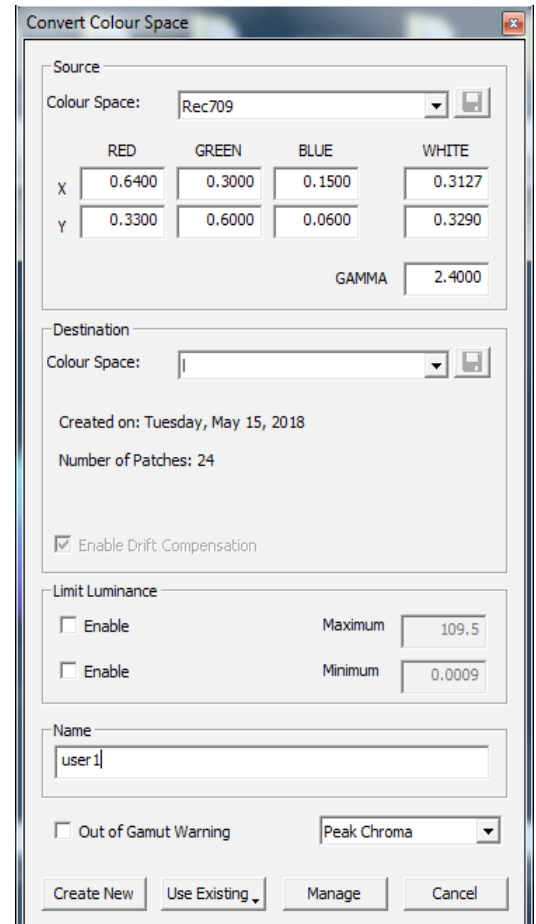 Convert Colour Space
Source
Colour Space: Rec709
RED GREEN BLUE WHITE
X 0.6400 0.3000 0.1500 0.3127
Y 0.3300 0.6000 0.0600 0.3290
GAMMA 2.4000
Destination
Colour Space: l
Created on: Tuesday, May 15, 2018
Number of Patches: 24
Enable Drift Compensation
Limit Luminance
Enable Maximum 109.5
Enable Minimum 0.0009
Name
user1
Out of Gamut Warning Peak Chroma
Create New Use Existing Manage Cancel